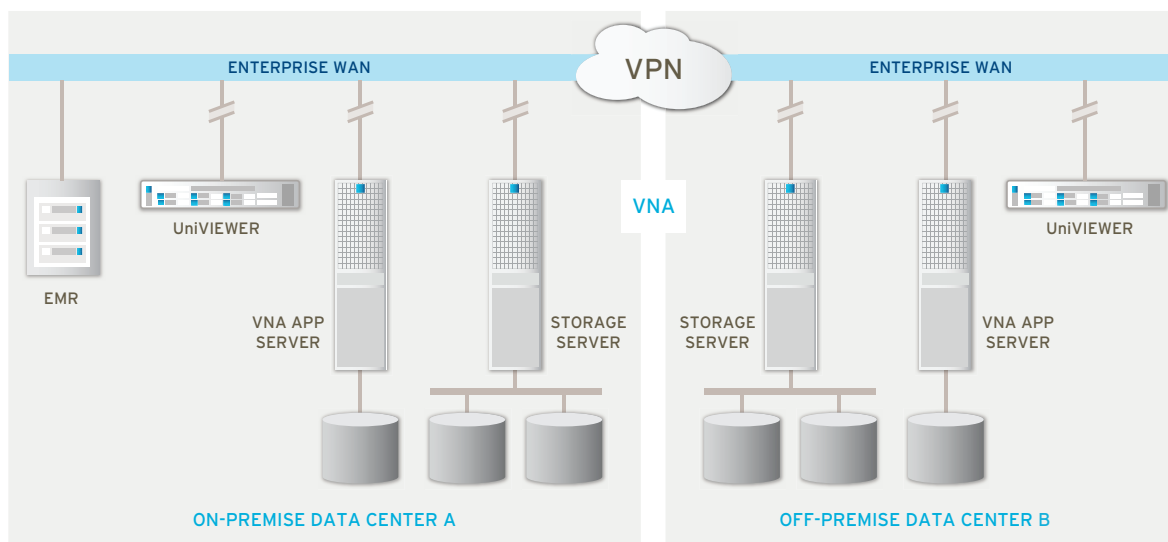 ENTERPRISE WAN
VPN
ENTERPRISE WAN
VNA
UniVIEWER
UniVIEWER
EMR
VNA APP
SERVER
STORAGE
SERVER
STORAGE
SERVER
VNA APP
SERVER
ON-PREMISE DATA CENTER A
OFF-PREMISE DATA CENTER B